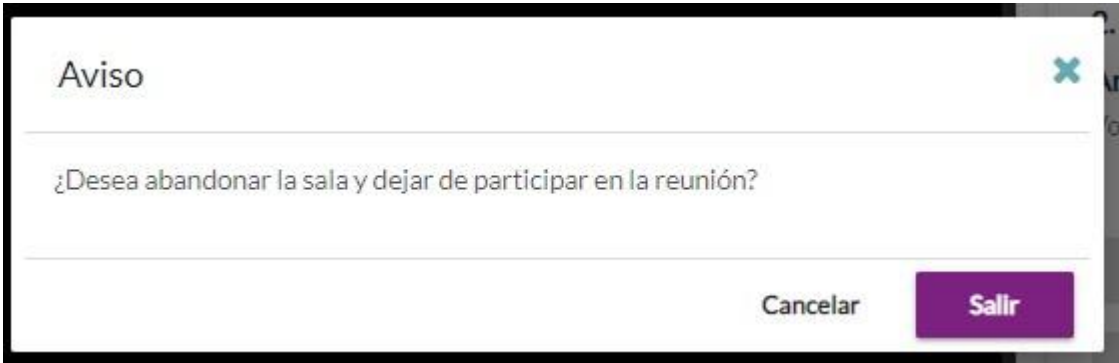 Aviso
¿Desea abandonar la sala y dejar de participar en la reunión?
Cancelar
Salir